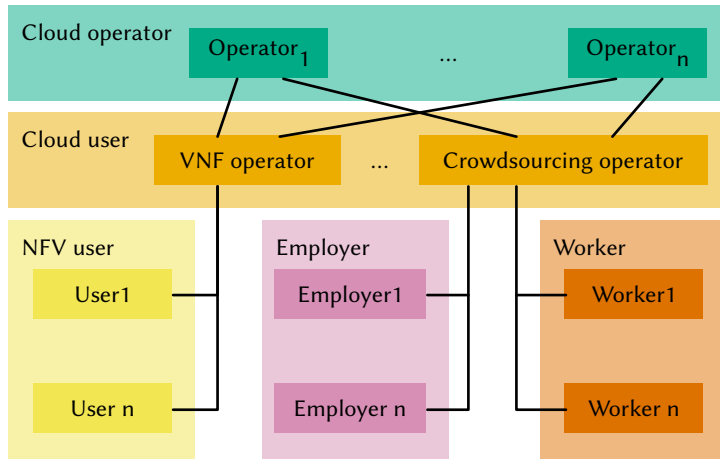 Cloud operator
Operator1 ... Operatorn
Cloud user
VNF operator ... Crowdsourcing operator
NFV user
User1
User n
Employer
Employer1
Employer n
Worker
Worker1
Worker n